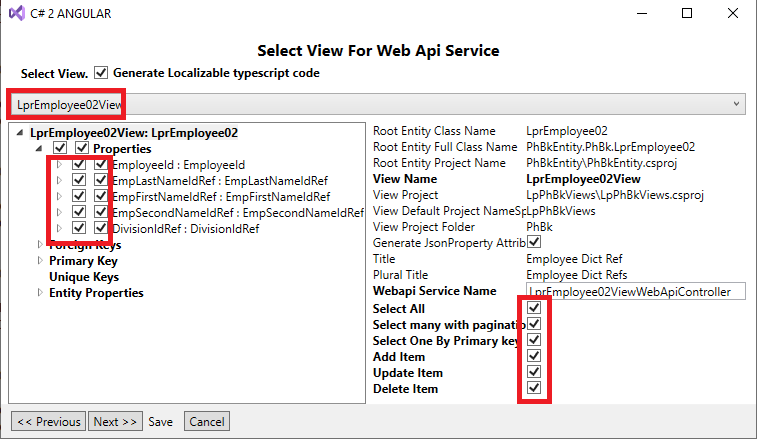 C# 2 ANGULAR
Select View For Web Api Service
Select View. Generate Localizable typescript code
LprEmployee02View
LprEmployee02View: LprEmployee02
Properties
EmployeeId : EmployeeId
EmpLastNameIdRef : EmpLastNameIdRef
EmpFirstNameIdRef : EmpFirstNameIdRef
EmpSecondNameIdRef : EmpSecondNameIdRef
DivisionIdRef : DivisionIdRef
Foreign Keys
Primary Key
Unique Keys
Entity Properties
Root Entity Class Name LprEmployee02
Root Entity Full Class Name PhBkEntity.PhBk.LprEmployee02
Root Entity Project Name PhBkEntity\PhBkEntity.csproj
View Name LprEmployee02View
View Project LpPhBkViews\LpPhBkViews.csproj
View Default Project NameSp LpPhBkViews
View Project Folder PhBk
Generate JsonProperty Attrib
Title Employee Dict Ref
Plural Title Employee Dict Refs
Webapi Service Name LprEmployee02ViewWebApiController
Select All
Select many with paginatio
Select One By Primary key
Add Item
Update Item
Delete Item
<< Previous Next >> Save Cancel